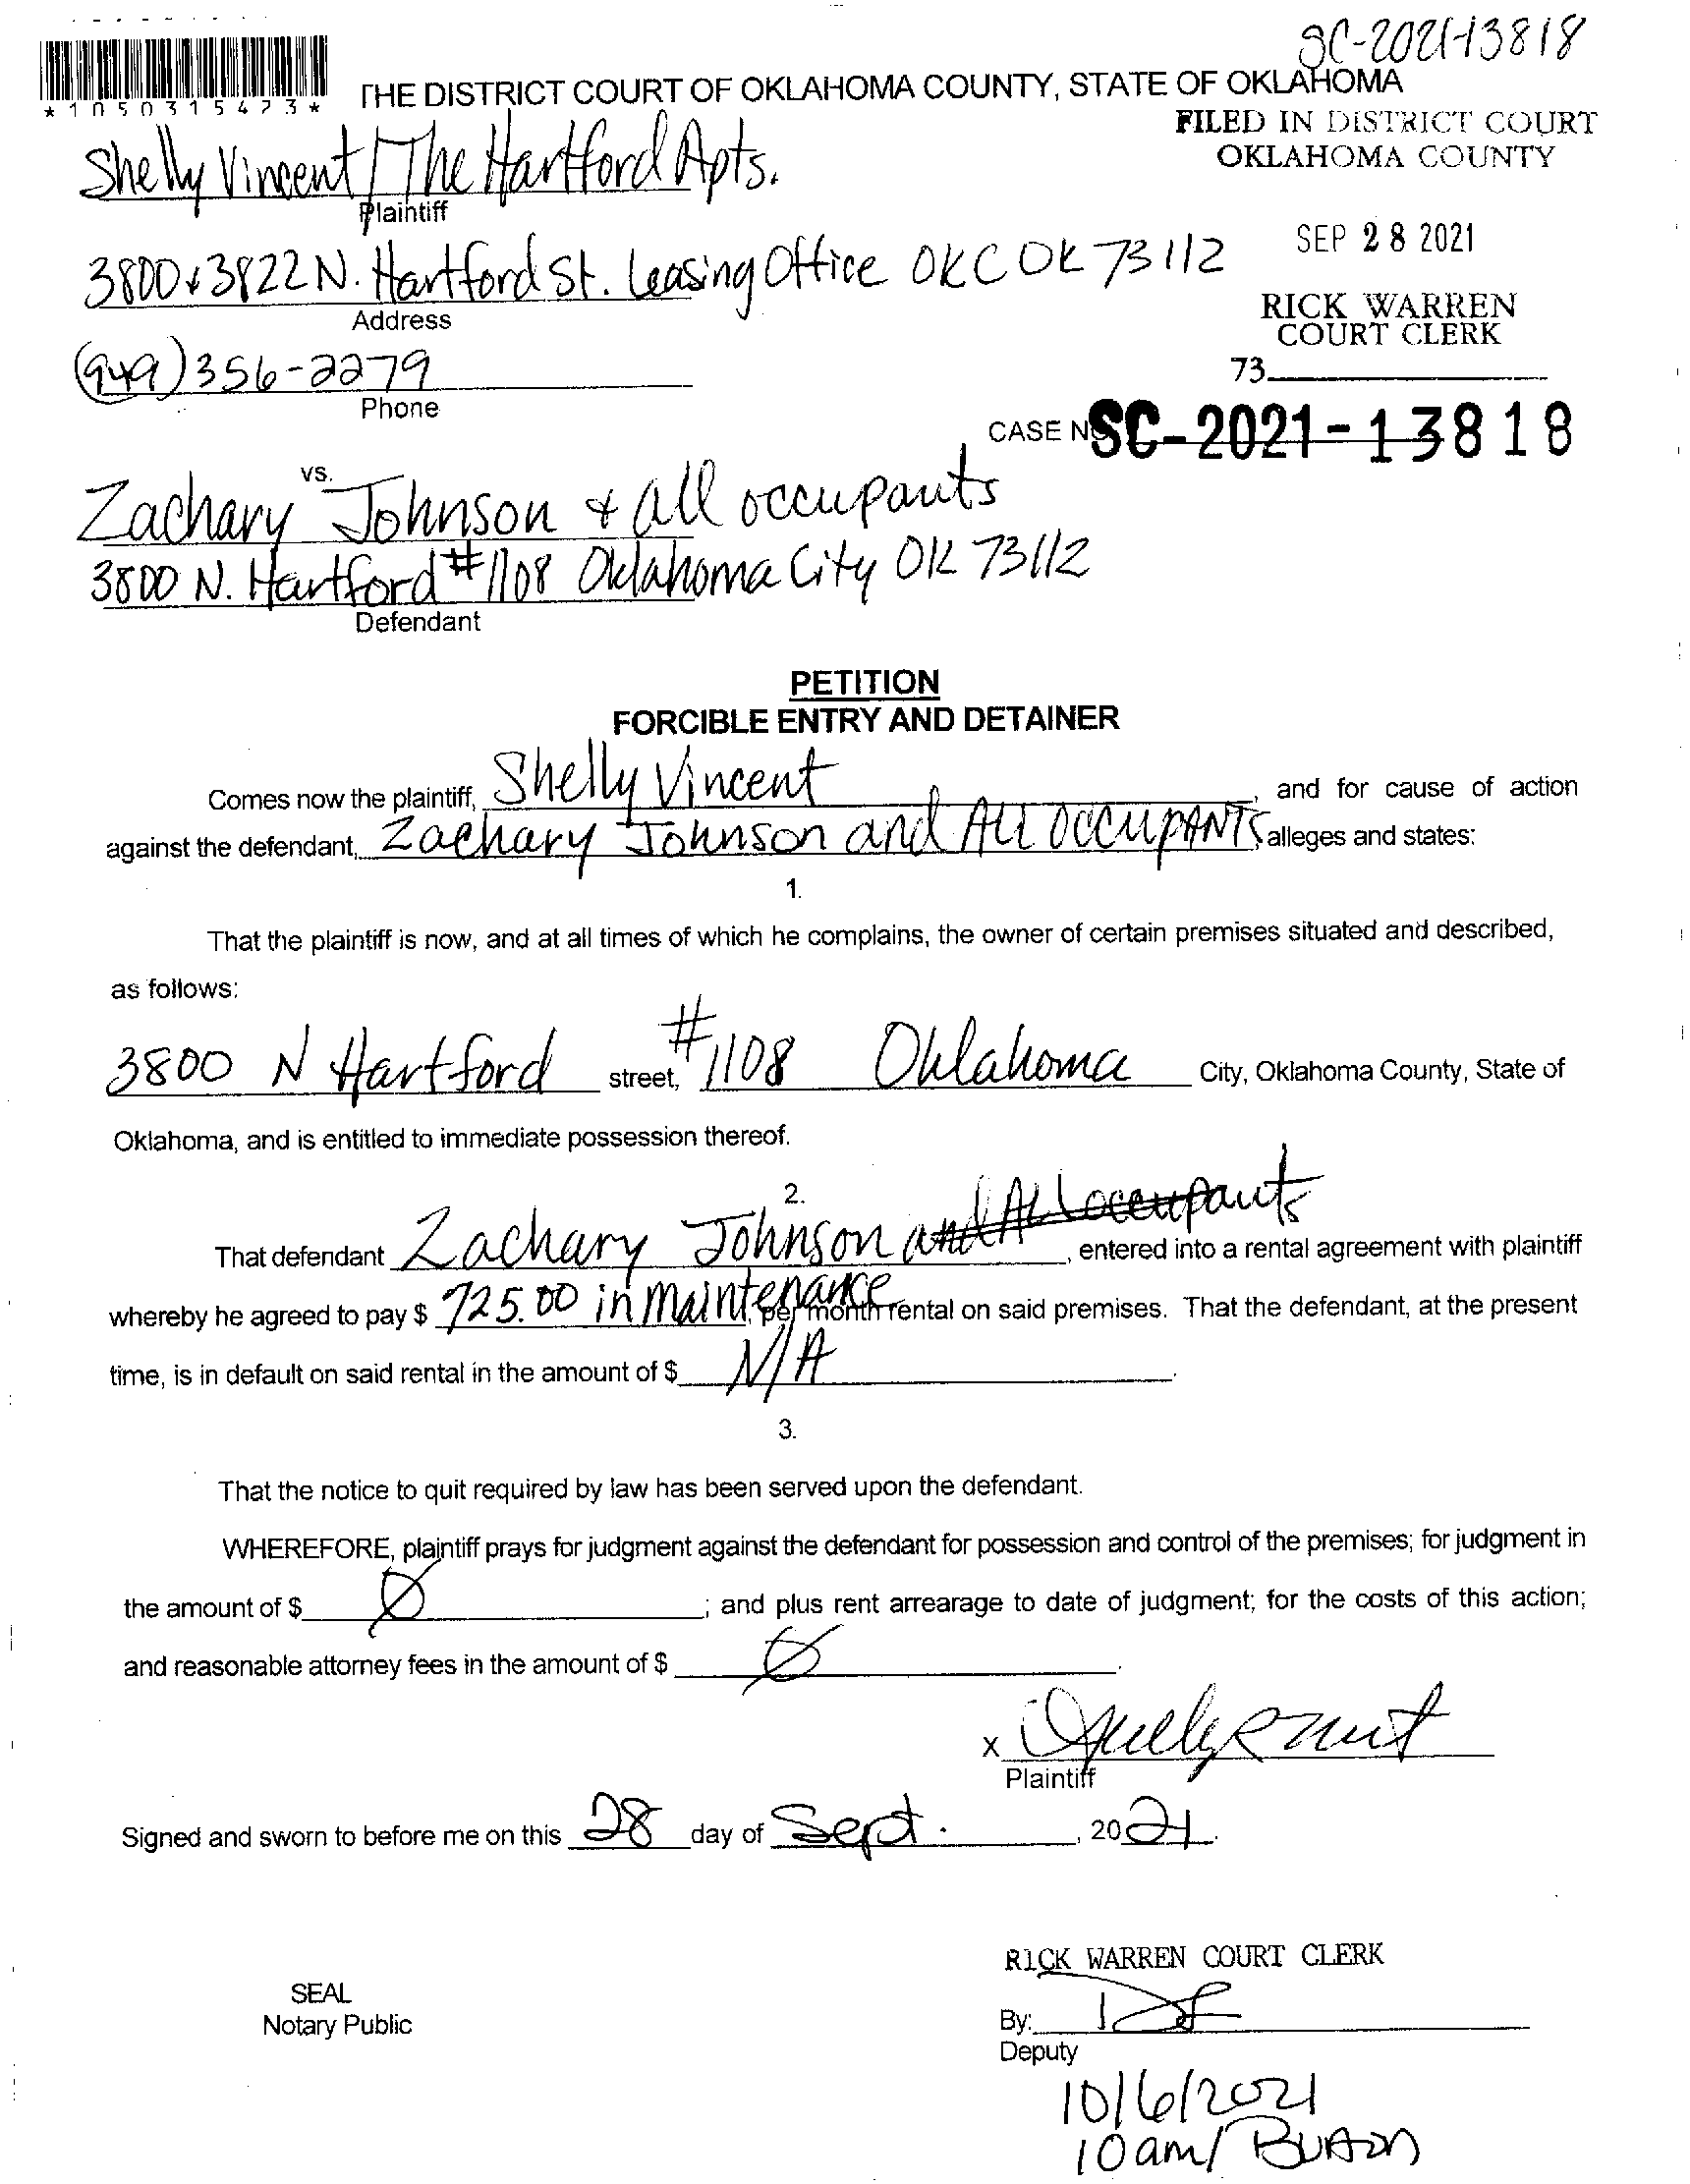 SC-2021-13818
*1050315473*
THE DISTRICT COURT OF OKLAHOMA COUNTY, STATE OF OKLAHOMA
FILED IN DISTRICT COURT
OKLAHOMA COUNTY
Shelly Vincent / The Hartford Apts.
Plaintiff
SEP 28 2021
3800 & 3822 N. Hartford St. Leasing Office OKC OK 73112
Address
RICK WARREN
COURT CLERK
73
(949) 356-2279
Phone
CASE NO SC-2021-13818
vs.
Zachary Johnson & all occupants
3800 N. Hartford #1108 Oklahoma City OK 73112
Defendant
PETITION
FORCIBLE ENTRY AND DETAINER
Comes now the plaintiff, Shelly Vincent, and for cause of action
against the defendant, Zachary Johnson and All OccupANTS alleges and states:
1.
That the plaintiff is now, and at all times of which he complains, the owner of certain premises situated and described,
as follows:
3800 N Hartford street, #1108 Oklahoma City, Oklahoma County, State of
Oklahoma, and is entitled to immediate possession thereof.
2.
That defendant Zachary Johnson and All occupants, entered into a rental agreement with plaintiff
whereby he agreed to pay $ 725.00 in maintenance, per month rental on said premises. That the defendant, at the present
time, is in default on said rental in the amount of $ N/A.
3.
That the notice to quit required by law has been served upon the defendant.
WHEREFORE, plaintiff prays for judgment against the defendant for possession and control of the premises; for judgment in
the amount of $ Ø; and plus rent arrearage to date of judgment; for the costs of this action;
and reasonable attorney fees in the amount of $ Ø.
x
Plaintiff
Signed and sworn to before me on this 28 day of Sept., 2021.
RICK WARREN COURT CLERK
SEAL
Notary Public
By:
Deputy
10/6/2021
10am/